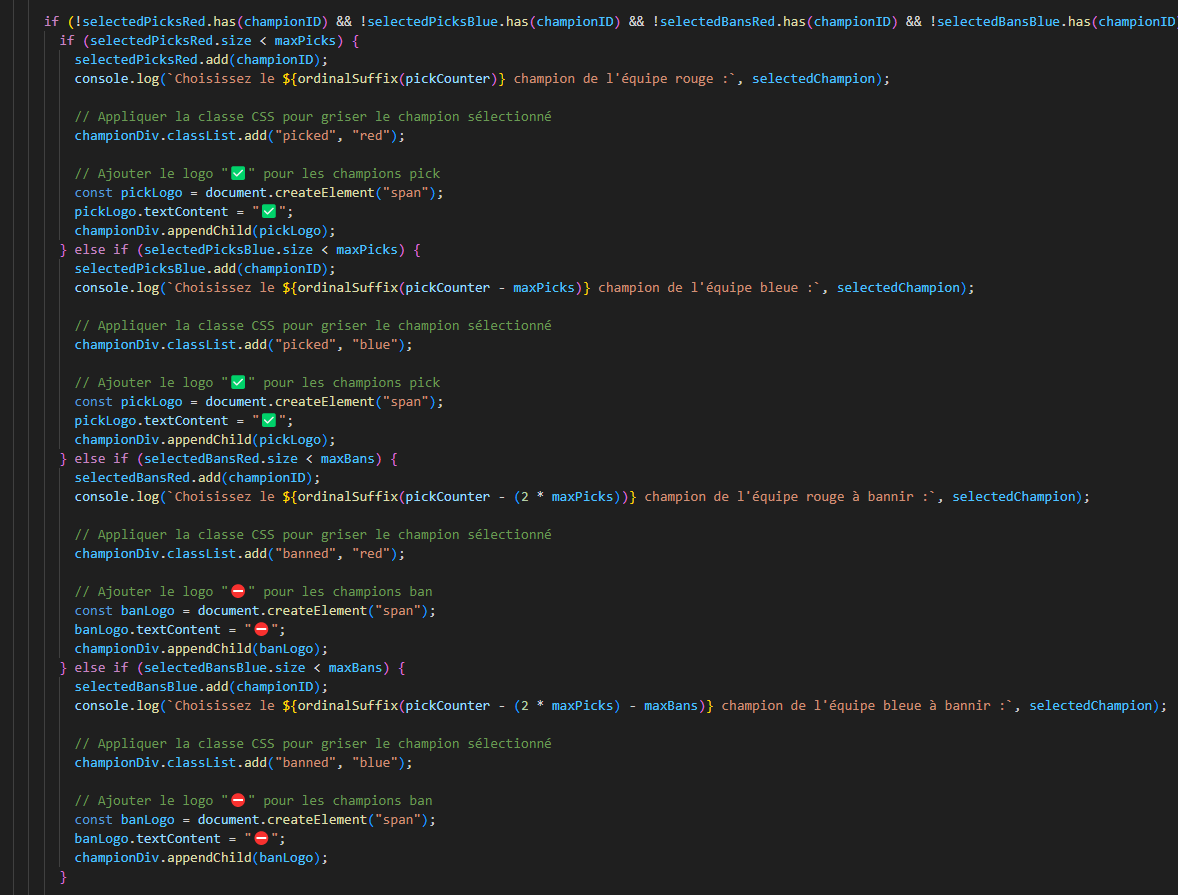 if (!selectedPicksRed.has(championID) && !selectedPicksBlue.has(championID) && !selectedBansRed.has(championID) && !selectedBansBlue.has(championID
if (selectedPicksRed.size < maxPicks) {
selectedPicksRed.add(championID);
console.log(`Choisissez le ${ordinalSuffix(pickCounter)} champion de l'équipe rouge :`, selectedChampion);
// Appliquer la classe CSS pour griser le champion sélectionné
championDiv.classList.add("picked", "red");
// Ajouter le logo "✅" pour les champions pick
const pickLogo = document.createElement("span");
pickLogo.textContent = "✅";
championDiv.appendChild(pickLogo);
} else if (selectedPicksBlue.size < maxPicks) {
selectedPicksBlue.add(championID);
console.log(`Choisissez le ${ordinalSuffix(pickCounter - maxPicks)} champion de l'équipe bleue :`, selectedChampion);
// Appliquer la classe CSS pour griser le champion sélectionné
championDiv.classList.add("picked", "blue");
// Ajouter le logo "✅" pour les champions pick
const pickLogo = document.createElement("span");
pickLogo.textContent = "✅";
championDiv.appendChild(pickLogo);
} else if (selectedBansRed.size < maxBans) {
selectedBansRed.add(championID);
console.log(`Choisissez le ${ordinalSuffix(pickCounter - (2 * maxPicks))} champion de l'équipe rouge à bannir :`, selectedChampion);
// Appliquer la classe CSS pour griser le champion sélectionné
championDiv.classList.add("banned", "red");
// Ajouter le logo "⛔" pour les champions ban
const banLogo = document.createElement("span");
banLogo.textContent = "⛔";
championDiv.appendChild(banLogo);
} else if (selectedBansBlue.size < maxBans) {
selectedBansBlue.add(championID);
console.log(`Choisissez le ${ordinalSuffix(pickCounter - (2 * maxPicks) - maxBans)} champion de l'équipe bleue à bannir :`, selectedChampion);
// Appliquer la classe CSS pour griser le champion sélectionné
championDiv.classList.add("banned", "blue");
// Ajouter le logo "⛔" pour les champions ban
const banLogo = document.createElement("span");
banLogo.textContent = "⛔";
championDiv.appendChild(banLogo);
}